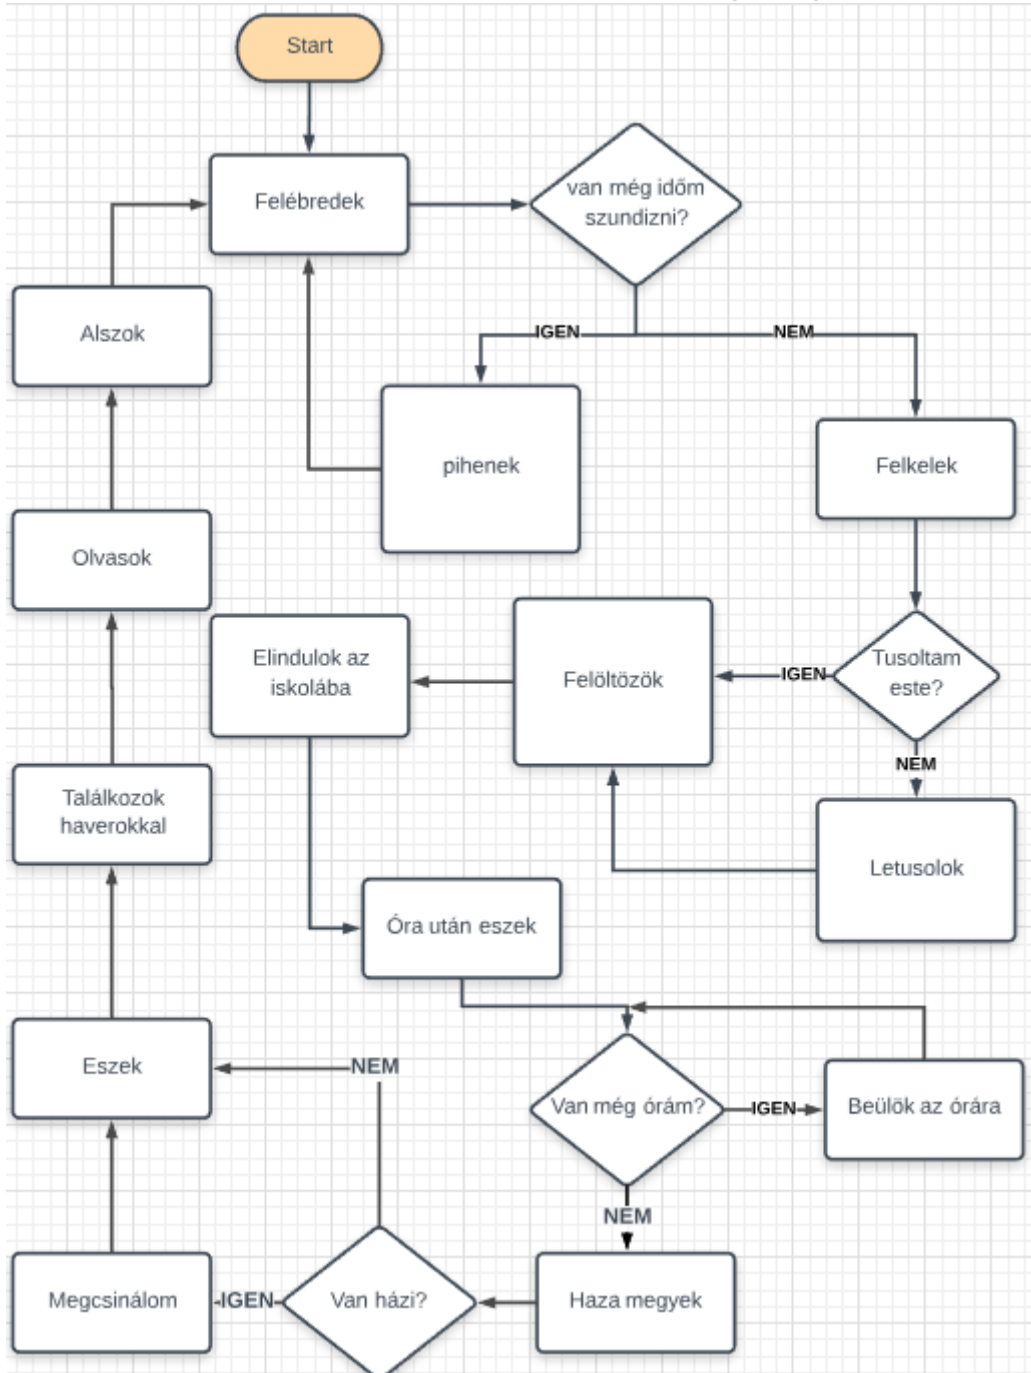 Start
Felébredek
van még időm
szundizni?
IGEN
NEM
Alszok
pihenek
Felkelek
Olvasok
Elindulok az
iskolába
Felöltözök
IGEN
Tusoltam
este?
NEM
Találkozok
haverokkal
Letusolok
Óra után eszek
Eszek
NEM
Van még órám?
IGEN
Beülök az órára
NEM
Megcsinálom
IGEN
Van házi?
Haza megyek